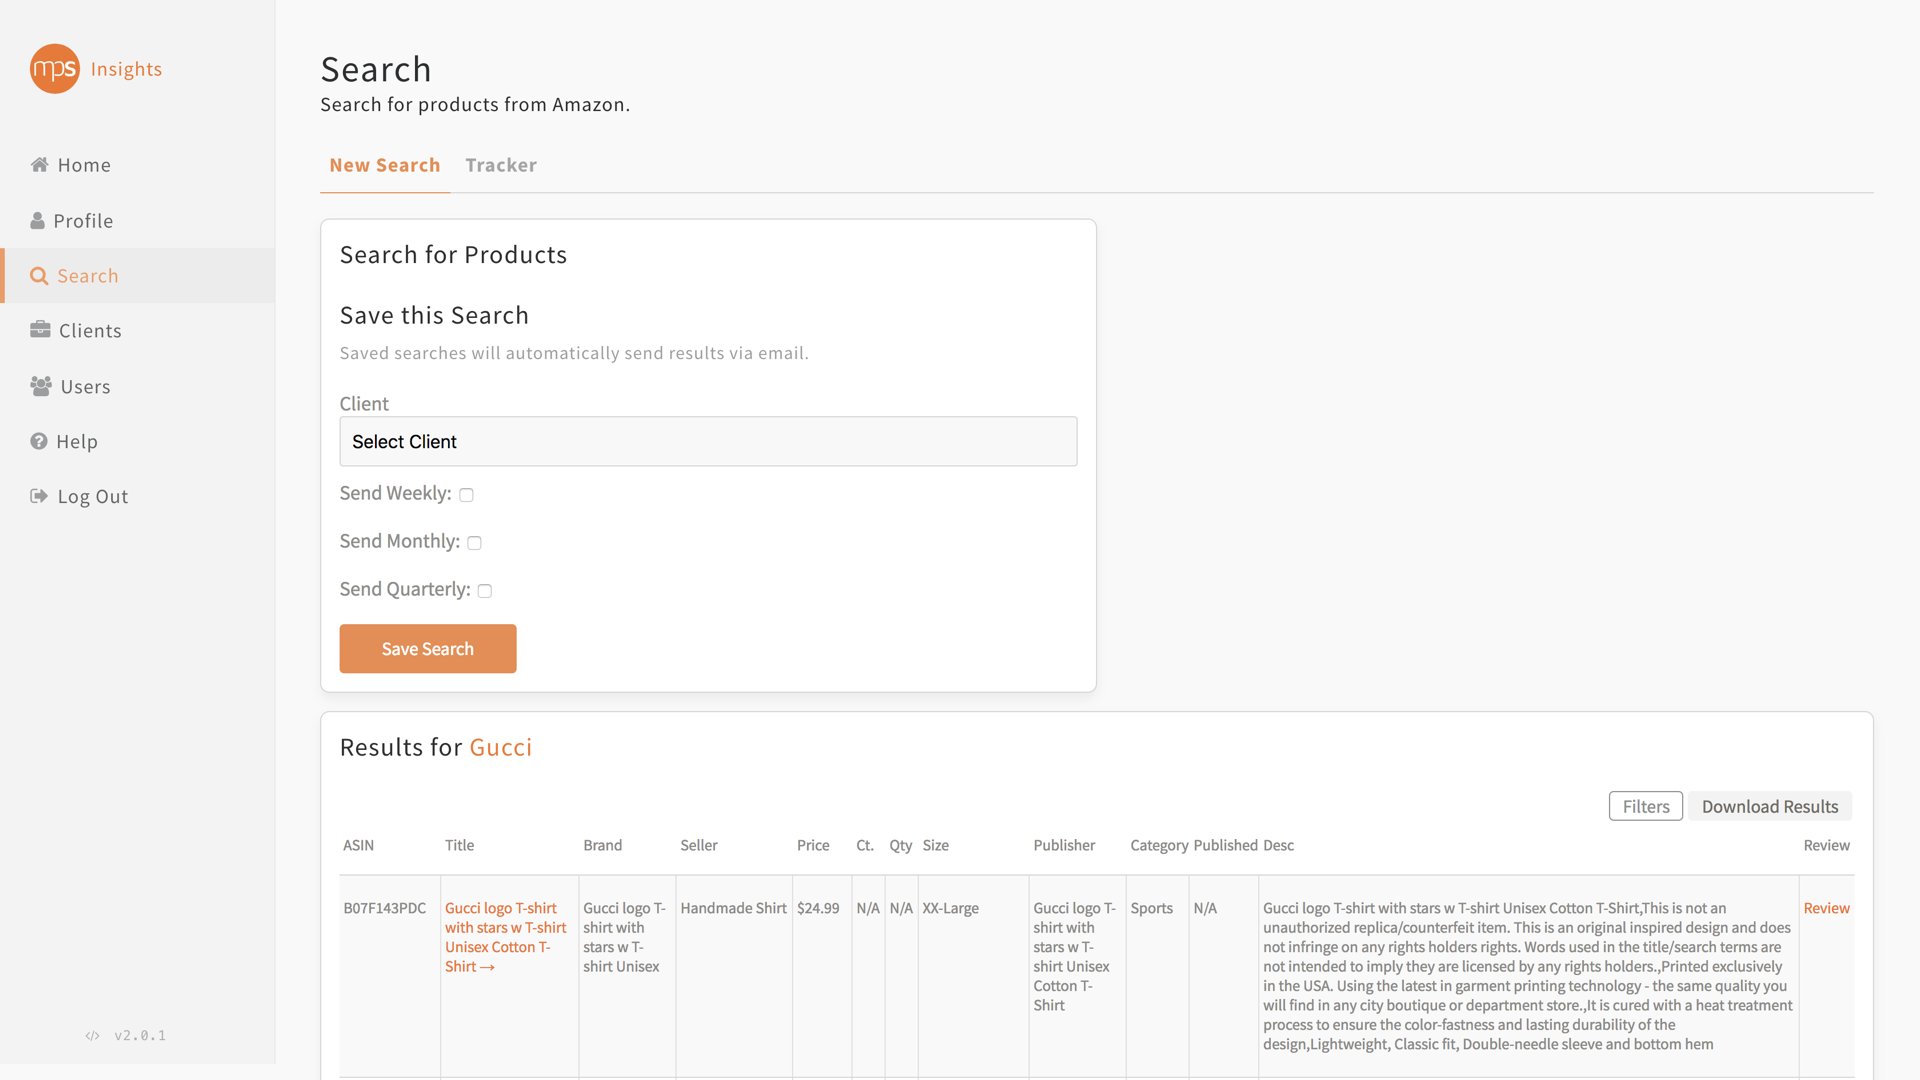 mps Insights
Home
Profile
Search
Clients
Users
Help
Log Out
</> v2.0.1
Search
Search for products from Amazon.
New Search Tracker
Search for Products
Save this Search
Saved searches will automatically send results via email.
Client
Select Client
Send Weekly:
Send Monthly:
Send Quarterly:
Save Search
Results for Gucci
Filters Download Results
ASIN Title Brand Seller Price Ct. Qty Size Publisher Category Published Desc Review
B07F143PDC
Gucci logo T-shirt
with stars w T-shirt
Unisex Cotton T-
Shirt →
Gucci logo T-
shirt with
stars w T-
shirt Unisex
Handmade Shirt
$24.99
N/A
N/A
XX-Large
Gucci logo T-
shirt with
stars w T-
shirt Unisex
Cotton T-
Shirt
Sports
N/A
Gucci logo T-shirt with stars w T-shirt Unisex Cotton T-Shirt,This is not an
unauthorized replica/counterfeit item. This is an original inspired design and does
not infringe on any rights holders rights. Words used in the title/search terms are
not intended to imply they are licensed by any rights holders.,Printed exclusively
in the USA. Using the latest in garment printing technology - the same quality you
will find in any city boutique or department store.,It is cured with a heat treatment
process to ensure the color-fastness and lasting durability of the
design,Lightweight, Classic fit, Double-needle sleeve and bottom hem
Review